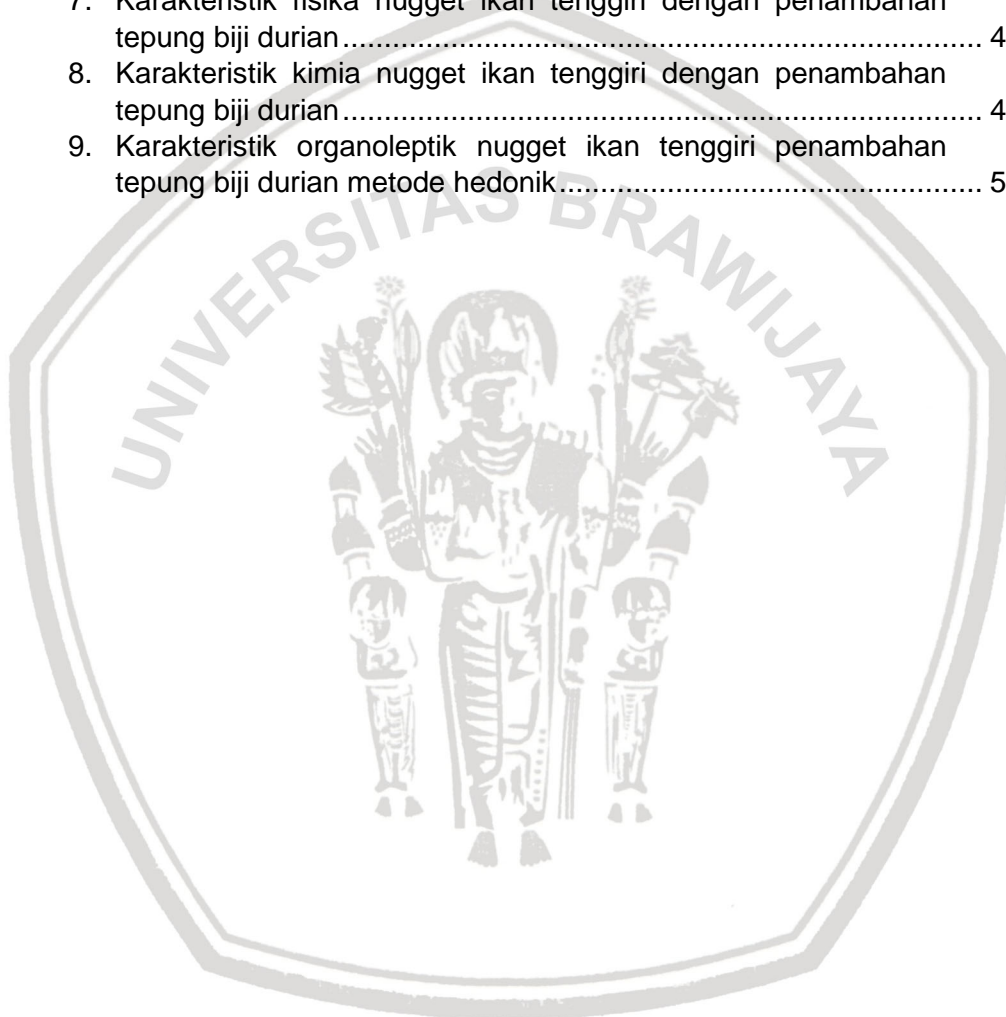 7. Karakteristik fisika nugget ikan tenggiri dengan penambahan
tepung biji durian............................................................................... 4
8. Karakteristik kimia nugget ikan tenggiri dengan penambahan
tepung biji durian............................................................................... 4
9. Karakteristik organoleptik nugget ikan tenggiri penambahan
tepung biji durian metode hedonik.................................................... 5
UNIVERSITAS BRAWIJAYA